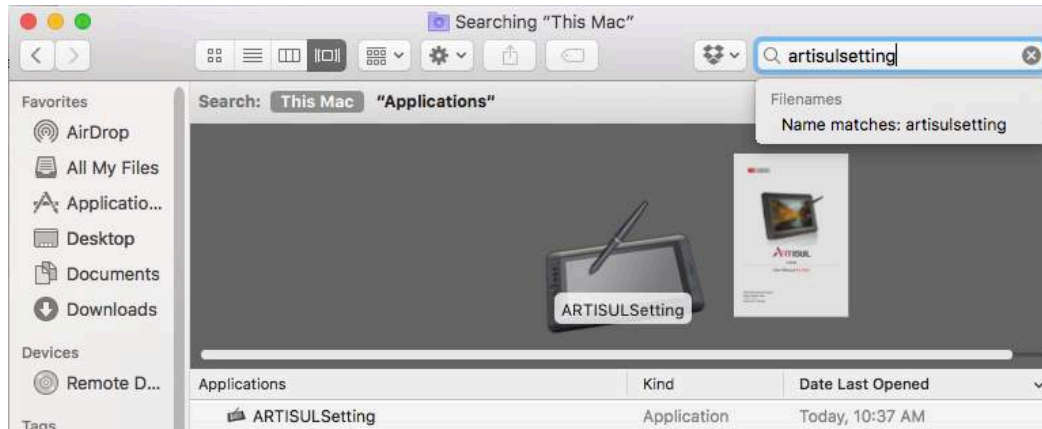 Searching "This Mac"
artisulsetting
Favorites
AirDrop
All My Files
Applicatio...
Desktop
Documents
Downloads
Devices
Remote D...
Tags
Search: This Mac "Applications"
Filenames
Name matches: artisulsetting
ARTISUL
ARTISULSetting
Applications Kind Date Last Opened
ARTISULSetting Application Today, 10:37 AM